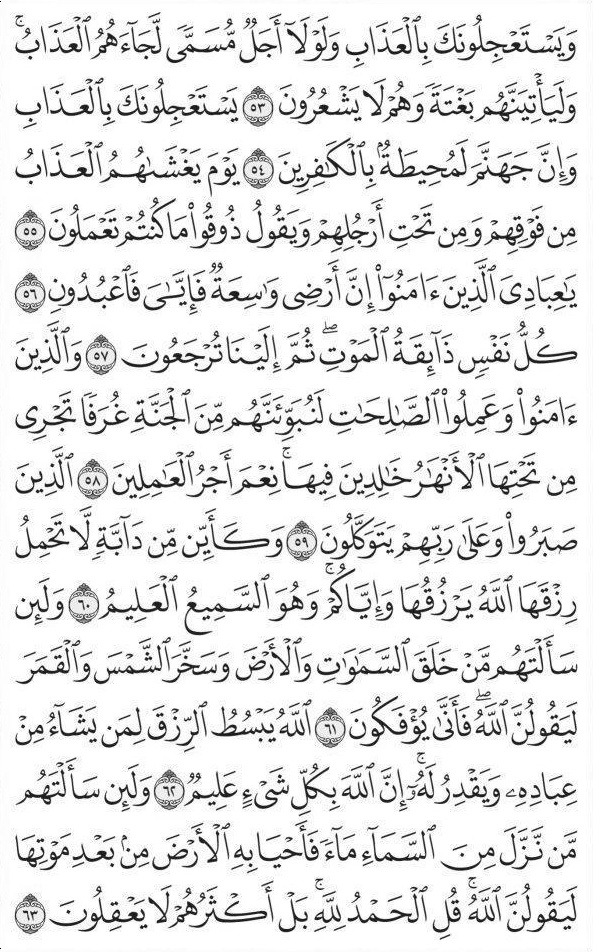 وَيَسْتَعْجِلُونَكَ بِٱلْعَذَابِ وَلَوْلَآ أَجَلٌ مُّسَمًّى لَّجَآءَهُمُ ٱلْعَذَابُۚ
وَلَيَأْتِيَنَّهُم بَغْتَةً وَهُمْ لَا يَشْعُرُونَ ٥٣ يَسْتَعْجِلُونَكَ بِٱلْعَذَابِ
وَإِنَّ جَهَنَّمَ لَمُحِيطَةٌۢ بِٱلْكَٰفِرِينَ ٥٤ يَوْمَ يَغْشَىٰهُمُ ٱلْعَذَابُ
مِن فَوْقِهِمْ وَمِن تَحْتِ أَرْجُلِهِمْ وَيَقُولُ ذُوقُوا۟ مَا كُنتُمْ تَعْمَلُونَ ٥٥
يَٰعِبَادِىَ ٱلَّذِينَ ءَامَنُوٓا۟ إِنَّ أَرْضِى وَٰسِعَةٌ فَإِيَّٰىَ فَٱعْبُدُونِ ٥٦
كُلُّ نَفْسٍ ذَآئِقَةُ ٱلْمَوْتِۖ ثُمَّ إِلَيْنَا تُرْجَعُونَ ٥٧ وَٱلَّذِينَ
ءَامَنُوا۟ وَعَمِلُوا۟ ٱلصَّٰلِحَٰتِ لَنُبَوِّئَنَّهُم مِّنَ ٱلْجَنَّةِ غُرَفًا تَجْرِى
مِن تَحْتِهَا ٱلْأَنْهَٰرُ خَٰلِدِينَ فِيهَاۚ نِعْمَ أَجْرُ ٱلْعَٰمِلِينَ ٥٨ ٱلَّذِينَ
صَبَرُوا۟ وَعَلَىٰ رَبِّهِمْ يَتَوَكَّلُونَ ٥٩ وَكَأَيِّن مِّن دَآبَّةٍ لَّا تَحْمِلُ
رِزْقَهَا ٱللَّهُ يَرْزُقُهَا وَإِيَّاكُمْۚ وَهُوَ ٱلسَّمِيعُ ٱلْعَلِيمُ ٦٠ وَلَئِن
سَأَلْتَهُم مَّنْ خَلَقَ ٱلسَّمَٰوَٰتِ وَٱلْأَرْضَ وَسَخَّرَ ٱلشَّمْسَ وَٱلْقَمَرَ
لَيَقُولُنَّ ٱللَّهُۖ فَأَنَّىٰ يُؤْفَكُونَ ٦١ ٱللَّهُ يَبْسُطُ ٱلرِّزْقَ لِمَن يَشَآءُ مِنْ
عِبَادِهِۦ وَيَقْدِرُ لَهُۥٓۚ إِنَّ ٱللَّهَ بِكُلِّ شَىْءٍ عَلِيمٌ ٦٢ وَلَئِن سَأَلْتَهُم
مَّن نَّزَّلَ مِنَ ٱلسَّمَآءِ مَآءً فَأَحْيَا بِهِ ٱلْأَرْضَ مِنۢ بَعْدِ مَوْتِهَا
لَيَقُولُنَّ ٱللَّهُۚ قُلِ ٱلْحَمْدُ لِلَّهِۚ بَلْ أَكْثَرُهُمْ لَا يَعْقِلُونَ ٦٣